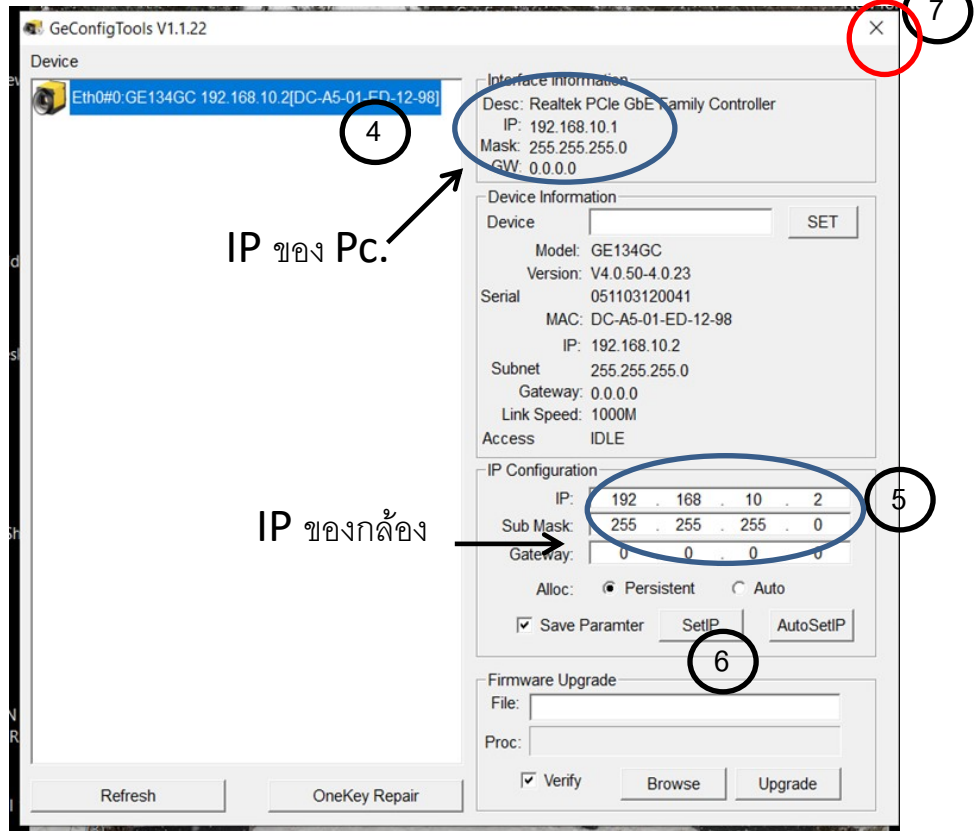 7
GeConfigTools V1.1.22
Device
Eth0#0:GE134GC 192.168.10.2[DC-A5-01-ED-12-98]
4
IP ของ Pc.
Interface Information
Desc: Realtek PCIe GbE Family Controller
IP: 192.168.10.1
Mask: 255.255.255.0
GW: 0.0.0.0
Device Information
Device
SET
Model: GE134GC
Version: V4.0.50-4.0.23
Serial 051103120041
MAC: DC-A5-01-ED-12-98
IP: 192.168.10.2
Subnet 255.255.255.0
Gateway: 0.0.0.0
Link Speed: 1000M
Access IDLE
IP ของกล้อง
IP Configuration
5
IP: 192 . 168 . 10 . 2
Sub Mask: 255 . 255 . 255 . 0
Gateway: 0 . 0 . 0 . 0
Alloc: Persistent Auto
Save Paramter SetIP AutoSetIP
6
Firmware Upgrade
File:
Proc:
Verify Browse Upgrade
Refresh OneKey Repair